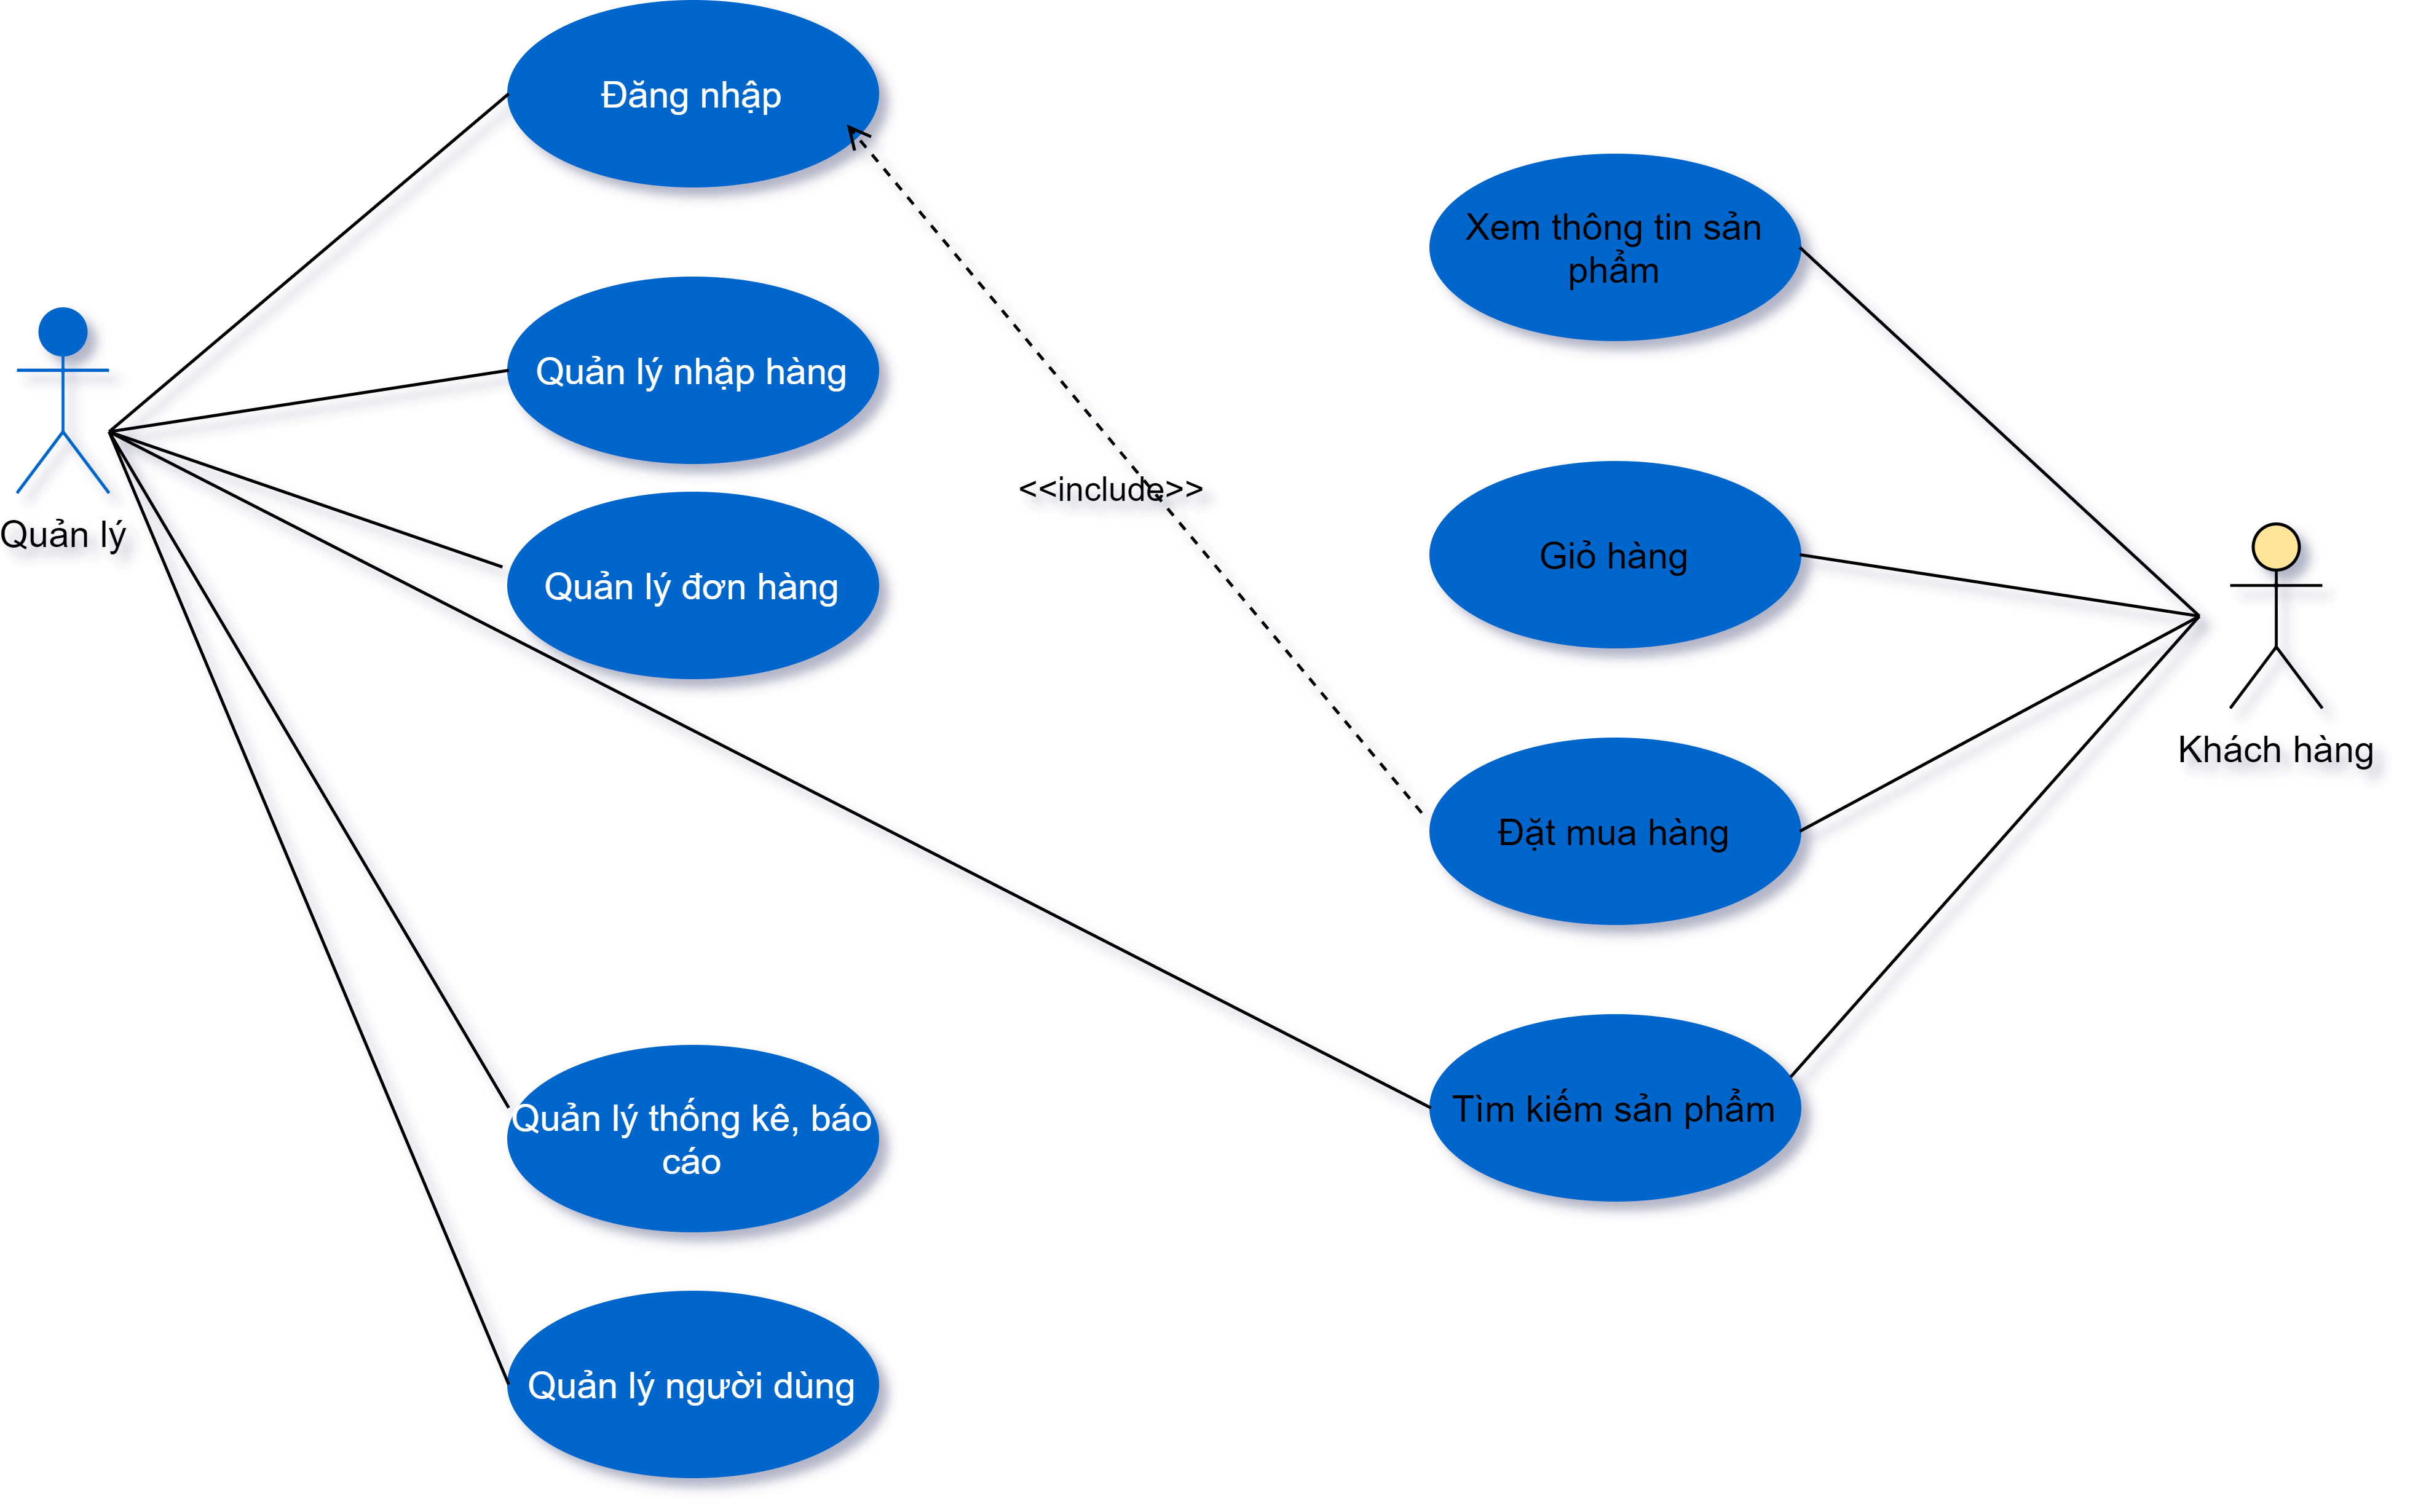 Đăng nhập
Xem thông tin sản
phẩm
Quản lý nhập hàng
<<include>>
Quản lý
Giỏ hàng
Quản lý đơn hàng
Khách hàng
Đặt mua hàng
Tìm kiếm sản phẩm
Quản lý thống kê, báo
cáo
Quản lý người dùng